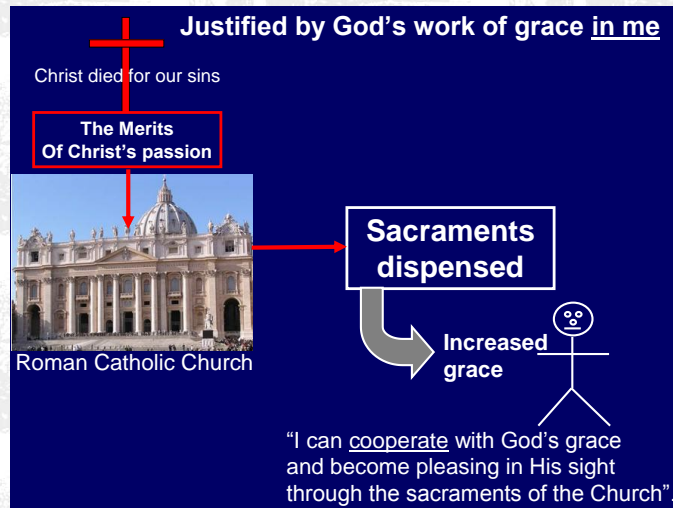 Justified by God’s work of grace in me
Christ died for our sins
The Merits
Of Christ’s passion
Sacraments
dispensed
Increased
grace
Roman Catholic Church
“I can cooperate with God’s grace
and become pleasing in His sight
through the sacraments of the Church”.